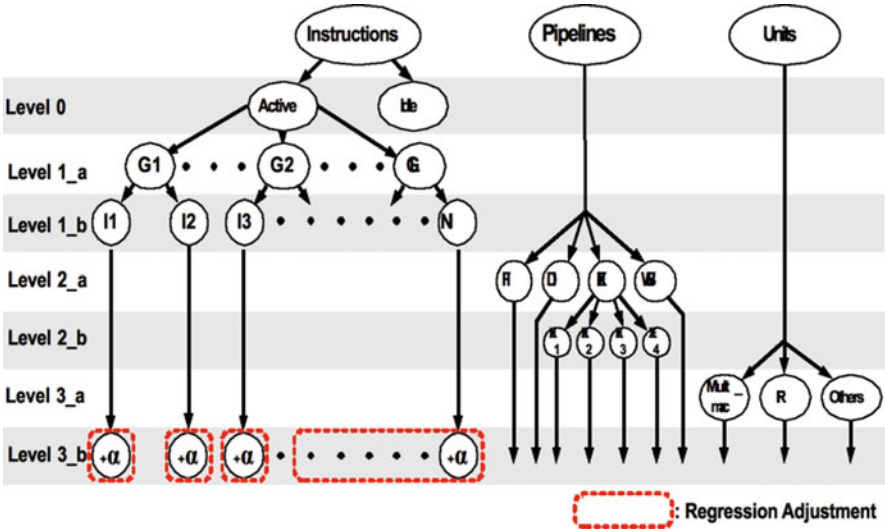 Instructions
Pipelines
Units
Level 0
Active
Level 1_a
G1
G2
Level 1_b
I1
I2
I3
Level 2_a
Level 2_b
1
2
3
4
Level 3_a
R
Others
Level 3_b
+α
+α
+α
+α
: Regression Adjustment